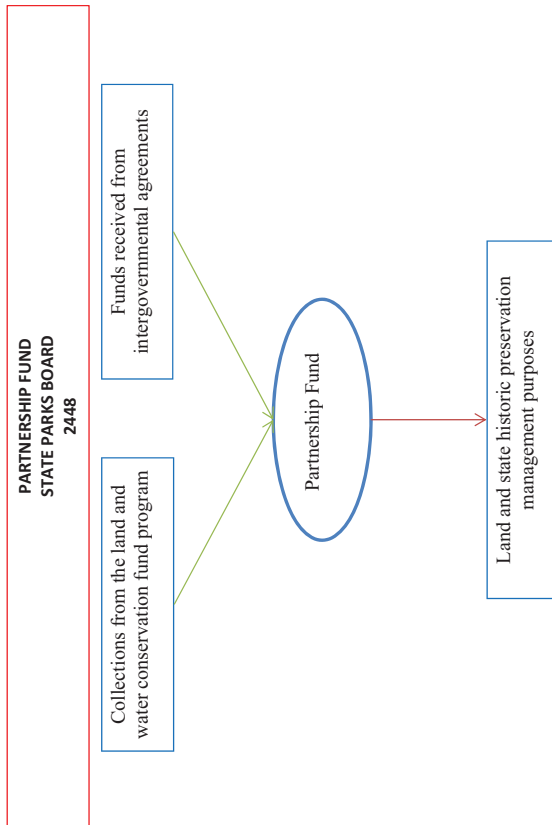 PARTNERSHIP FUND
STATE PARKS BOARD
2448
Collections from the land and
water conservation fund program
Funds received from
intergovernmental agreements
Partnership Fund
Land and state historic preservation
management purposes